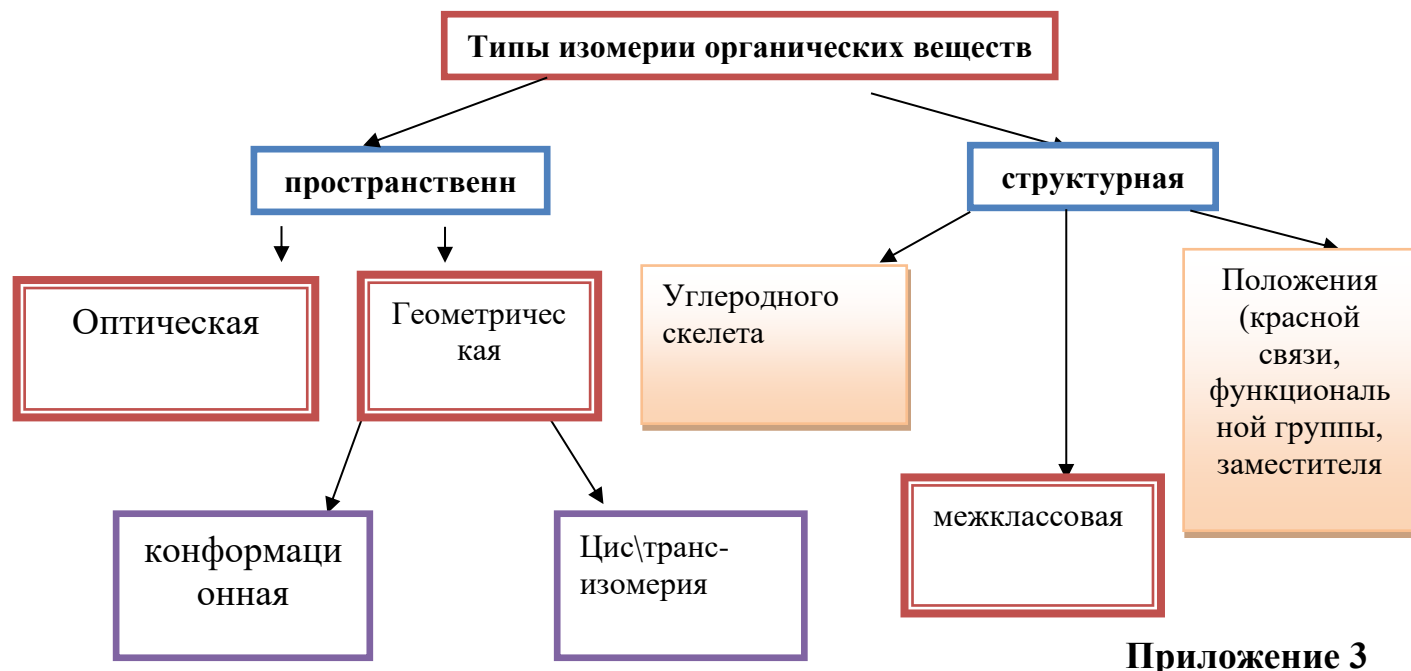 Типы изомерии органических веществ
пространственн
структурная
Оптическая
Геометричес
кая
Углеродного
скелета
Положения
(красной
связи,
функциональ
ной группы,
заместителя
конформаци
онная
Цис\транс-
изомерия
межклассовая
Приложение 3